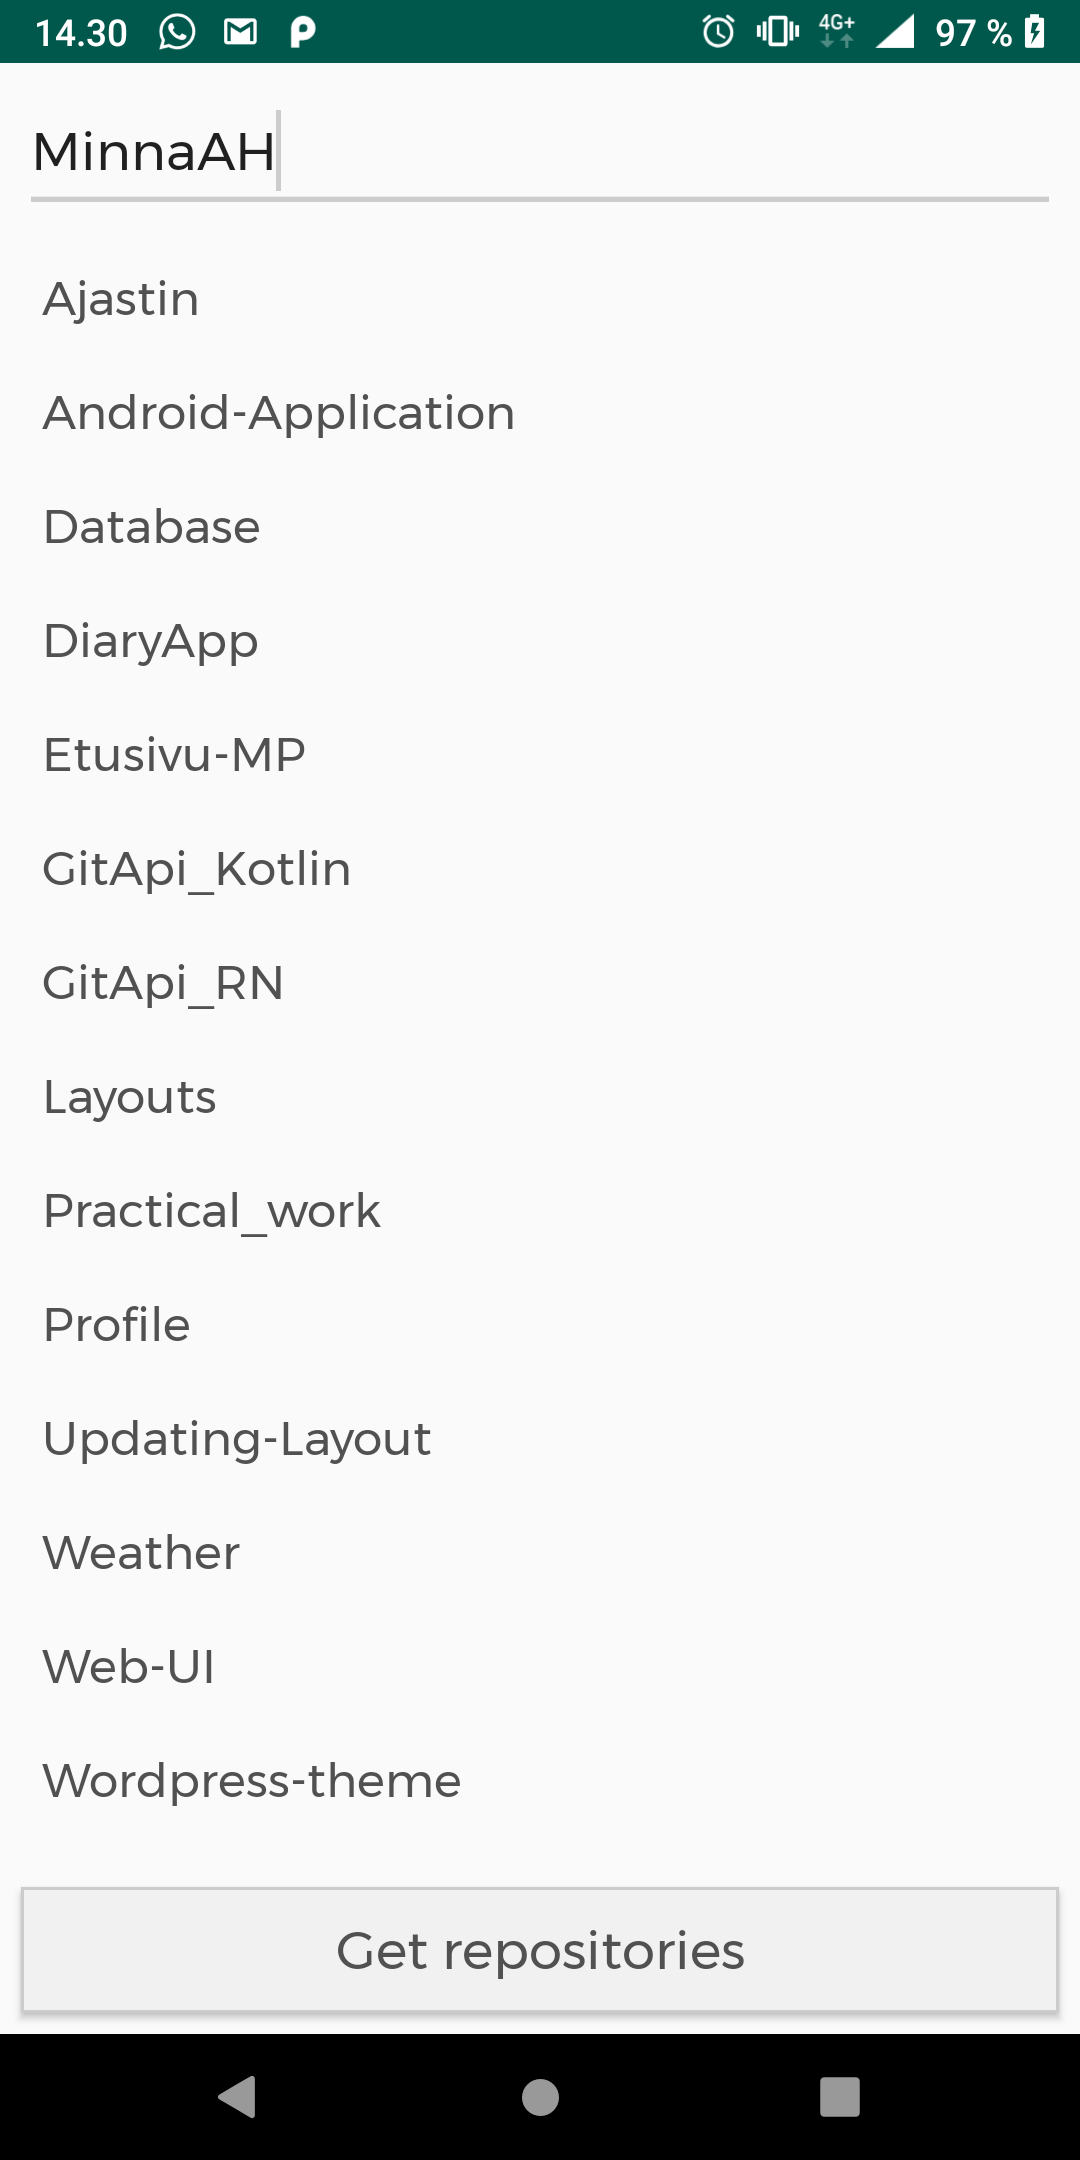 14.30 4G+ 97 %
MinnaAH
Ajastin
Android-Application
Database
DiaryApp
Etusivu-MP
GitApi_Kotlin
GitApi_RN
Layouts
Practical_work
Profile
Updating-Layout
Weather
Web-UI
Wordpress-theme
Get repositories